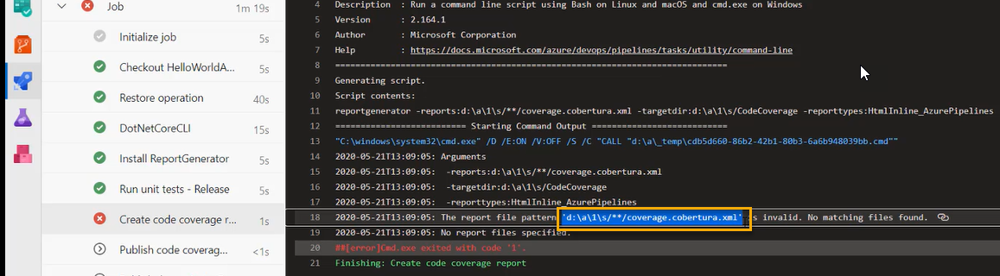 Job 1m 19s
Initialize job 5s
Checkout HelloWorldA... 5s
Restore operation 40s
DotNetCoreCLI 15s
Install ReportGenerator 5s
Run unit tests - Release 5s
Create code coverage r... 1s
Publish code coverag... <1s
4 Description : Run a command line script using Bash on Linux and macOS and cmd.exe on Windows
5 Version : 2.164.1
6 Author : Microsoft Corporation
7 Help : https://docs.microsoft.com/azure/devops/pipelines/tasks/utility/command-line
8 ==============================================================================
9 Generating script.
10 Script contents:
11 reportgenerator -reports:d:\a\1\s/**/coverage.cobertura.xml -targetdir:d:\a\1\s/CodeCoverage -reporttypes:HtmlInline_AzurePipelines
12 ========================== Starting Command Output ===========================
13 "C:\windows\system32\cmd.exe" /D /E:ON /V:OFF /S /C "CALL "d:\a\_temp\cdb5d660-86b2-42b1-80b3-6a6b948039bb.cmd""
14 2020-05-21T13:09:05: Arguments
15 2020-05-21T13:09:05: -reports:d:\a\1\s/**/coverage.cobertura.xml
16 2020-05-21T13:09:05: -targetdir:d:\a\1\s/CodeCoverage
17 2020-05-21T13:09:05: -reporttypes:HtmlInline_AzurePipelines
18 2020-05-21T13:09:05: The report file pattern 'd:\a\1\s/**/coverage.cobertura.xml' is invalid. No matching files found.
19 2020-05-21T13:09:05: No report files specified.
20 ##[error]Cmd.exe exited with code '1'.
21 Finishing: Create code coverage report